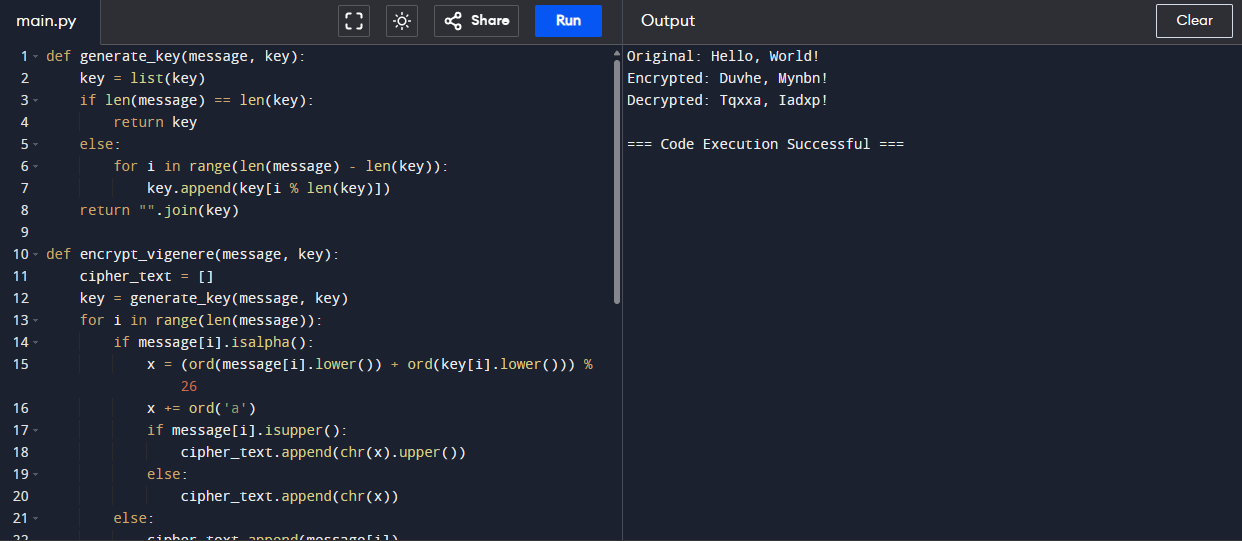 main.py
Share
Run
Output
Clear
1 def generate_key(message, key):
2 key = list(key)
3 if len(message) == len(key):
4 return key
5 else:
6 for i in range(len(message) - len(key)):
7 key.append(key[i % len(key)])
8 return "".join(key)
9
10 def encrypt_vigenere(message, key):
11 cipher_text = []
12 key = generate_key(message, key)
13 for i in range(len(message)):
14 if message[i].isalpha():
15 x = (ord(message[i].lower()) + ord(key[i].lower())) %
26
16 x += ord('a')
17 if message[i].isupper():
18 cipher_text.append(chr(x).upper())
19 else:
20 cipher_text.append(chr(x))
21 else:
22 cipher_text.append(message[i])
Original: Hello, World!
Encrypted: Duvhe, Mynbn!
Decrypted: Tqxxa, Iadxp!
=== Code Execution Successful ===